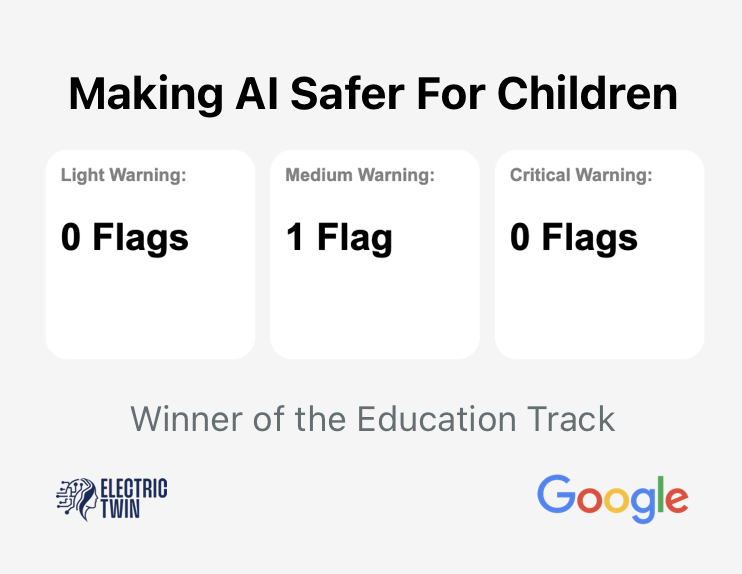 Making AI Safer For Children
Light Warning:
0 Flags
Medium Warning:
1 Flag
Critical Warning:
0 Flags
Winner of the Education Track
ELECTRIC
TWIN
Google